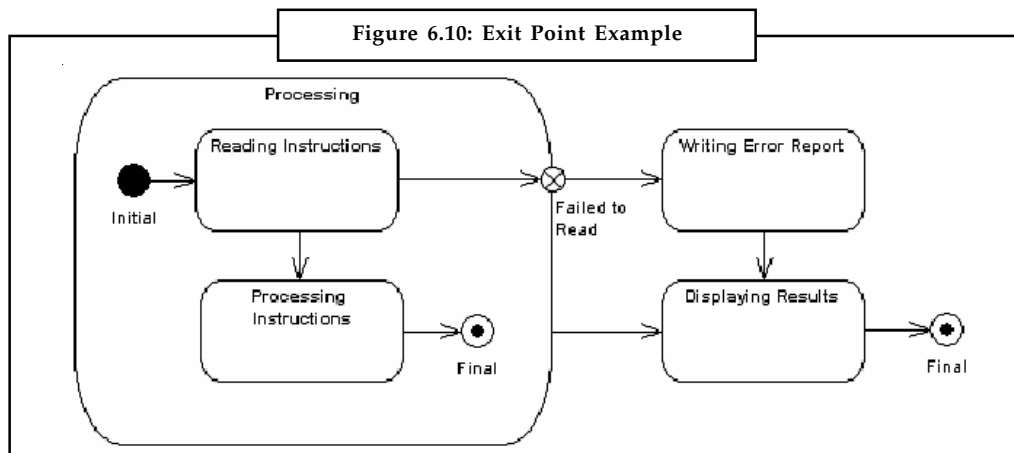 Figure 6.10: Exit Point Example
Processing
Reading Instructions
Writing Error Report
Initial
Failed to
Read
Processing
Instructions
Displaying Results
Final
Final